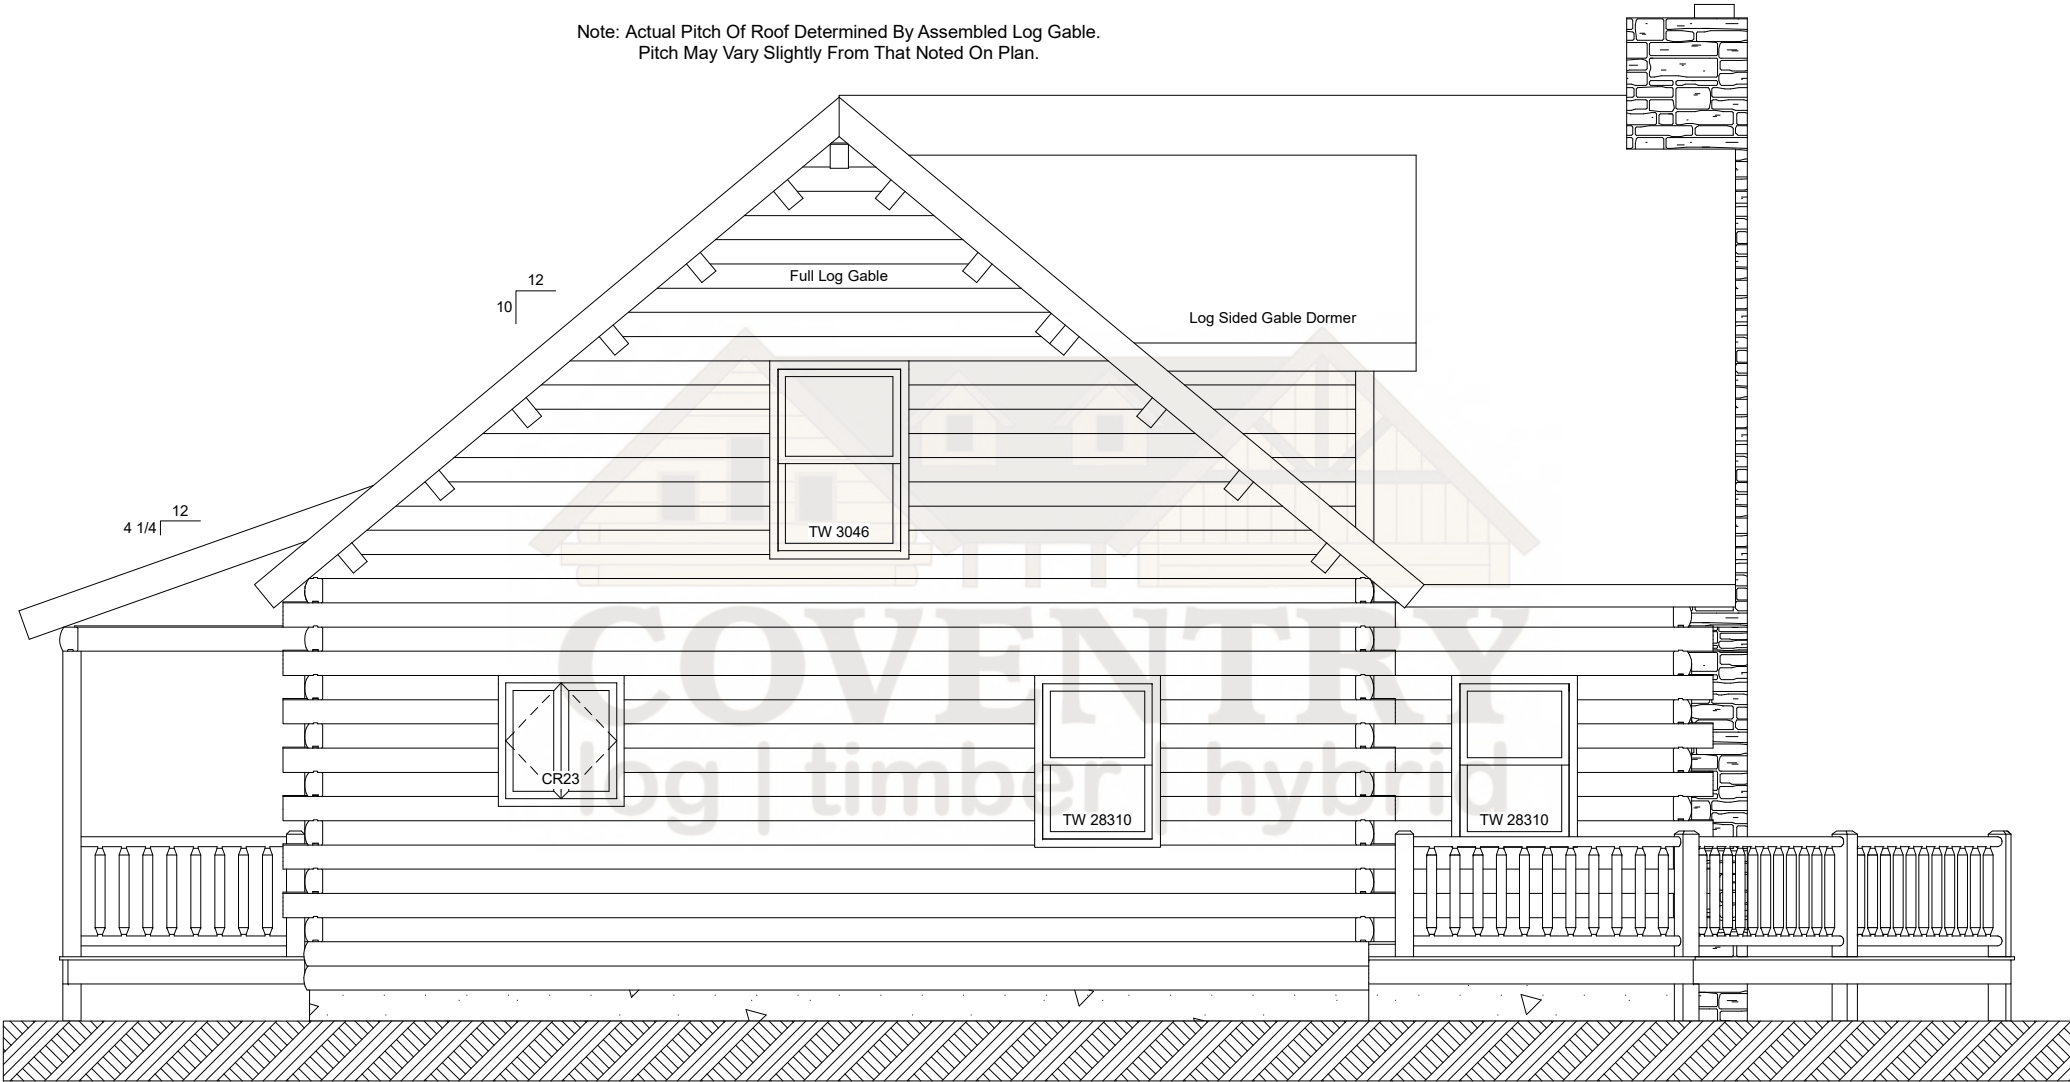 Note: Actual Pitch Of Roof Determined By Assembled Log Gable.
Pitch May Vary Slightly From That Noted On Plan.
12
10
Full Log Gable
Log Sided Gable Dormer
12
4 1/4
TW 3046
COVENTRY
log | timber | hybrid
CR23
TW 28310
TW 28310